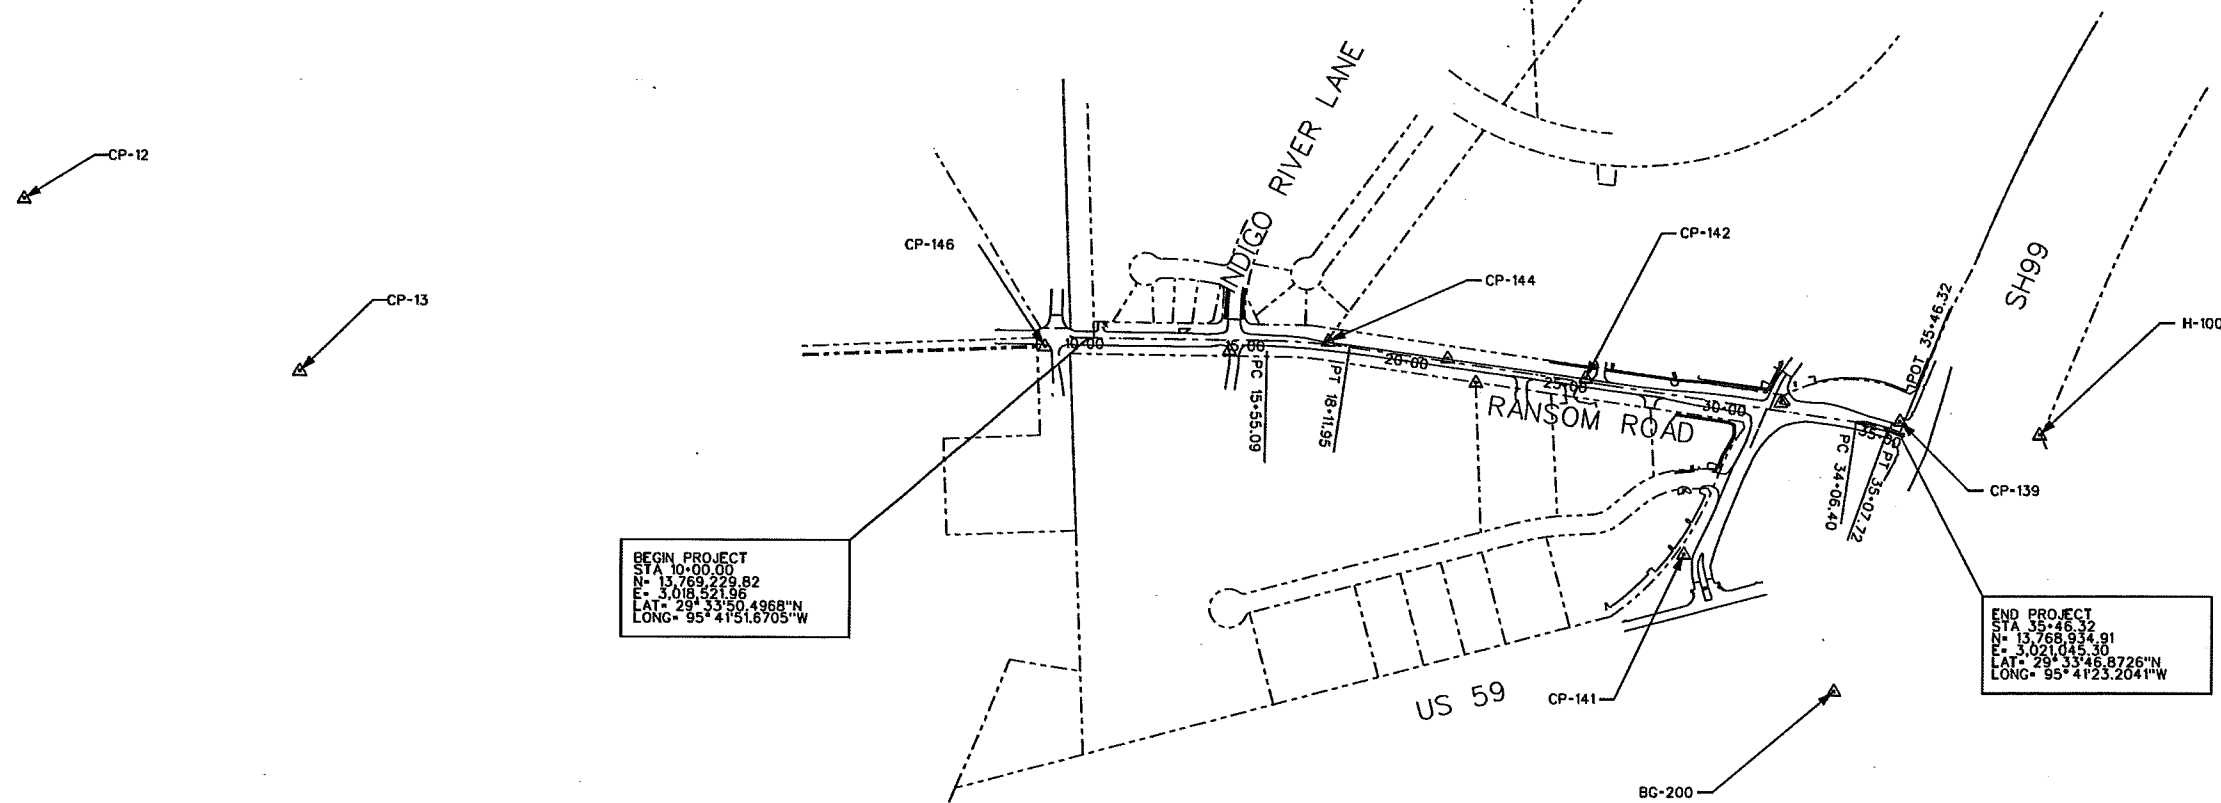 CP-12
CP-13
CP-146
INDIGO RIVER LANE
CP-144
CP-142
SH99
H-100
POT 35+46.32
10+00
15+00
20+00
25+00
30+00
35+00
PC 15+55.09
PT 18+11.95
RANSOM ROAD
PC 34+06.40
PT 35+07.72
CP-139
BEGIN PROJECT
STA 10+00.00
N= 13,769,229.82
E= 3,018,521.96
LAT= 29° 33'50.4968"N
LONG= 95° 41'51.6705"W
END PROJECT
STA 35+46.32
N= 13,768,934.91
E= 3,021,045.30
LAT= 29° 33'46.8726"N
LONG= 95° 41'23.2041"W
US 59
CP-141
BG-200